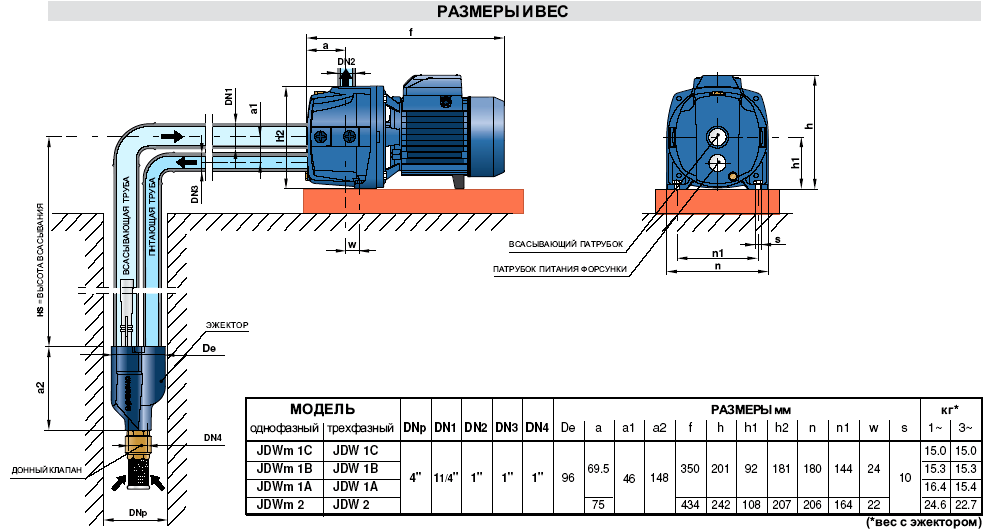 РАЗМЕРЫ И ВЕС
f
a
DN2
DN1
a1
H2
DN3
w
h
h1
ВСАСЫВАЮЩИЙ ПАТРУБОК
ПАТРУБОК ПИТАНИЯ ФОРСУНКИ
s
n1
n
ВСАСЫВАЮЩАЯ ТРУБА
ПИТАЮЩАЯ ТРУБА
HS = ВЫСОТА ВСАСЫВАНИЯ
ЭЖЕКТОР
De
a2
DN4
ДОННЫЙ КЛАПАН
DNp
МОДЕЛЬ DNp DN1 DN2 DN3 DN4 РАЗМЕРЫ мм кг*
однофазный трехфазный De a a1 a2 f h h1 h2 n n1 w s 1~ 3~
JDWm 1C JDW 1C 15.0 15.0
JDWm 1B JDW 1B 4" 1 1/4" 1" 1" 1" 96 69.5 46 148 350 201 92 181 180 144 24 10 15.3 15.3
JDWm 1A JDW 1A 16.4 15.4
JDWm 2 JDW 2 75 434 242 108 207 206 164 22 24.6 22.7
(*вес с эжектором)